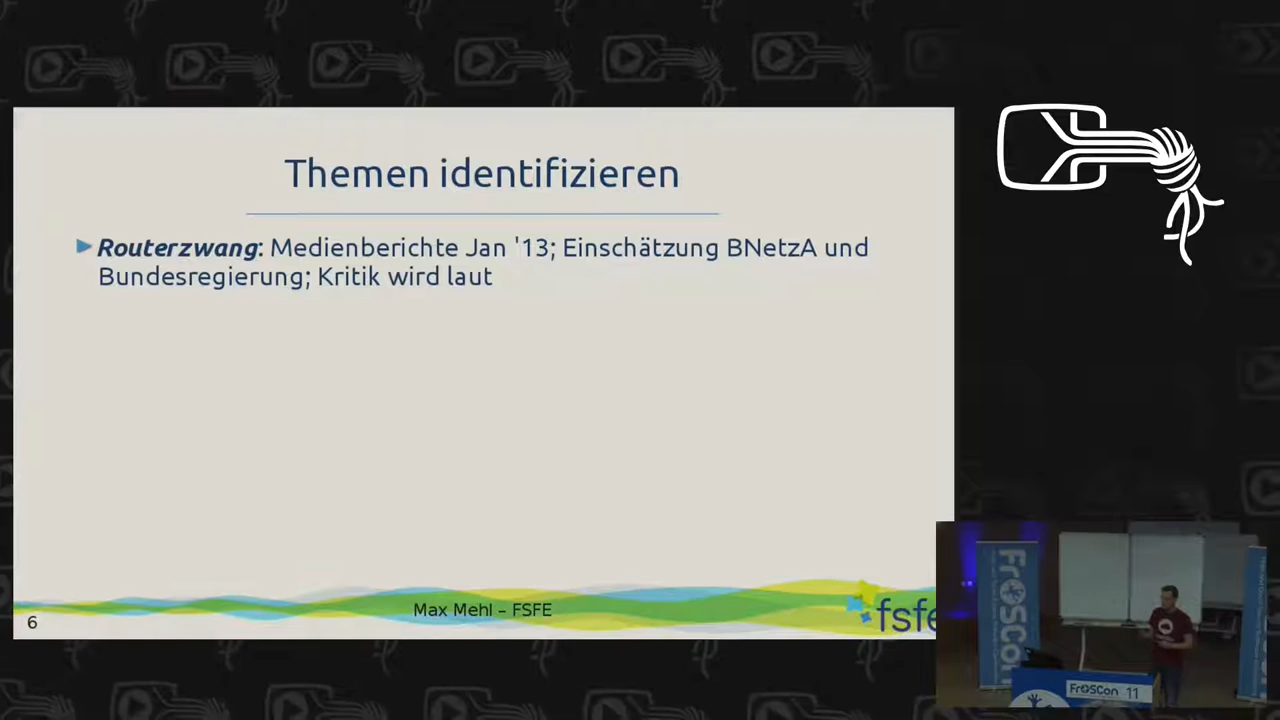 Themen identifizieren
Routerzwang: Medienberichte Jan '13; Einschätzung BNetzA und
Bundesregierung; Kritik wird laut
6
Max Mehl – FSFE
fsfe
FrOSCon
FrOSCon 11